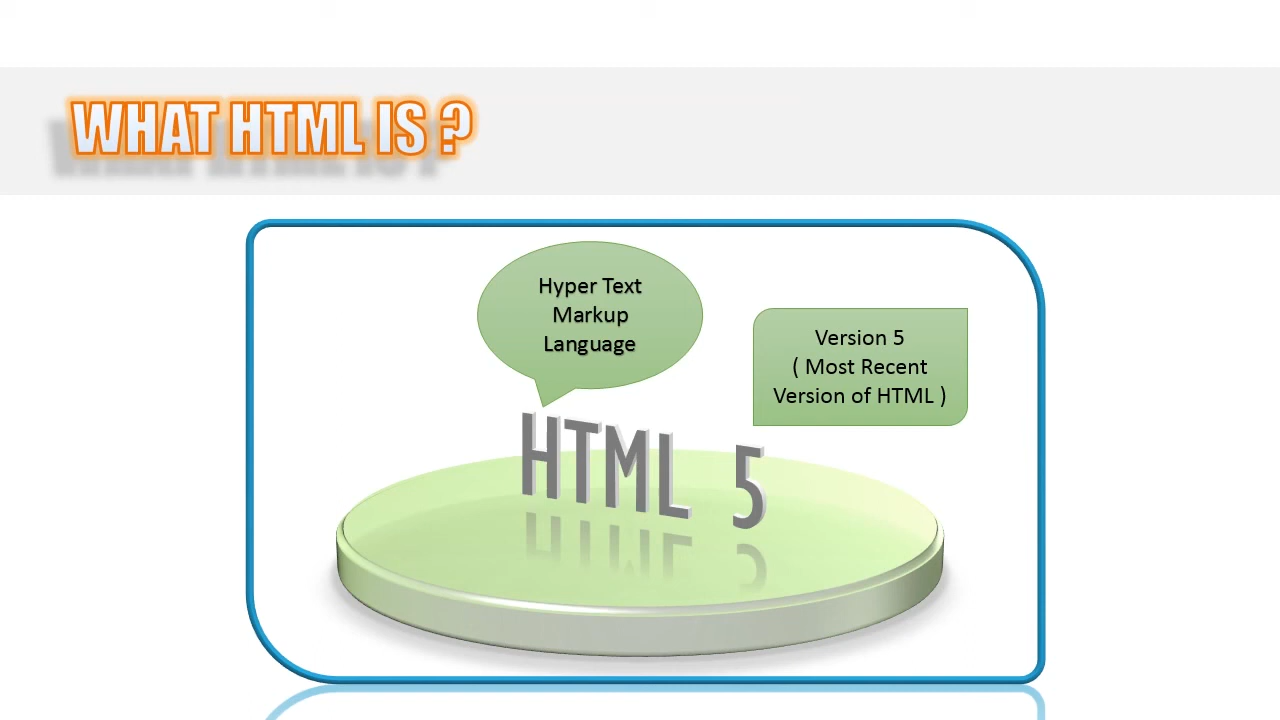 WHAT HTML IS ?
Hyper Text
Markup
Language
Version 5
( Most Recent
Version of HTML )
HTML 5